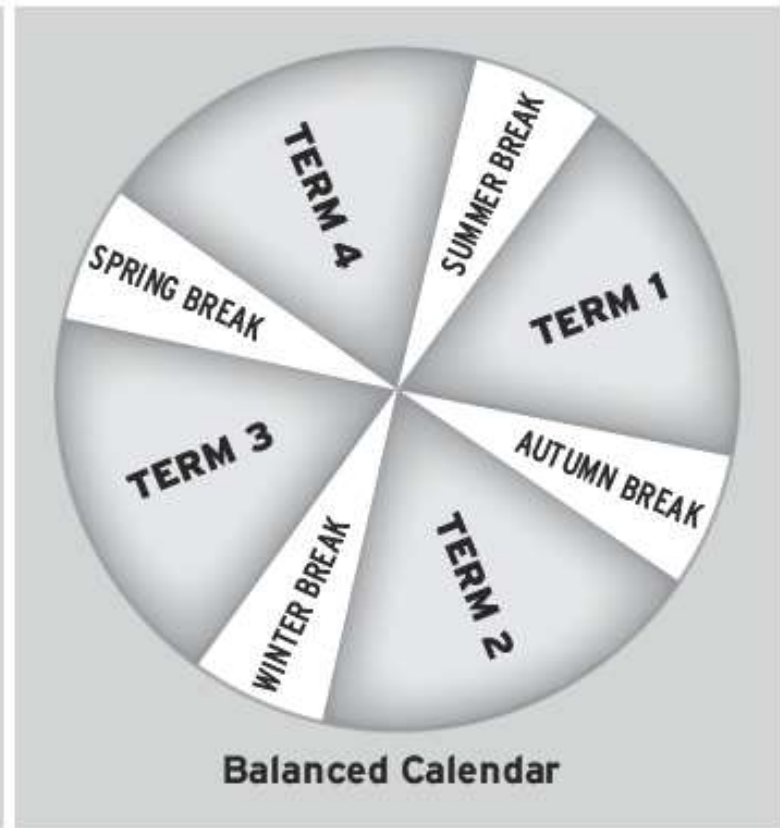 SUMMER BREAK
TERM 1
AUTUMN BREAK
TERM 2
WINTER BREAK
TERM 3
SPRING BREAK
TERM 4
Balanced Calendar